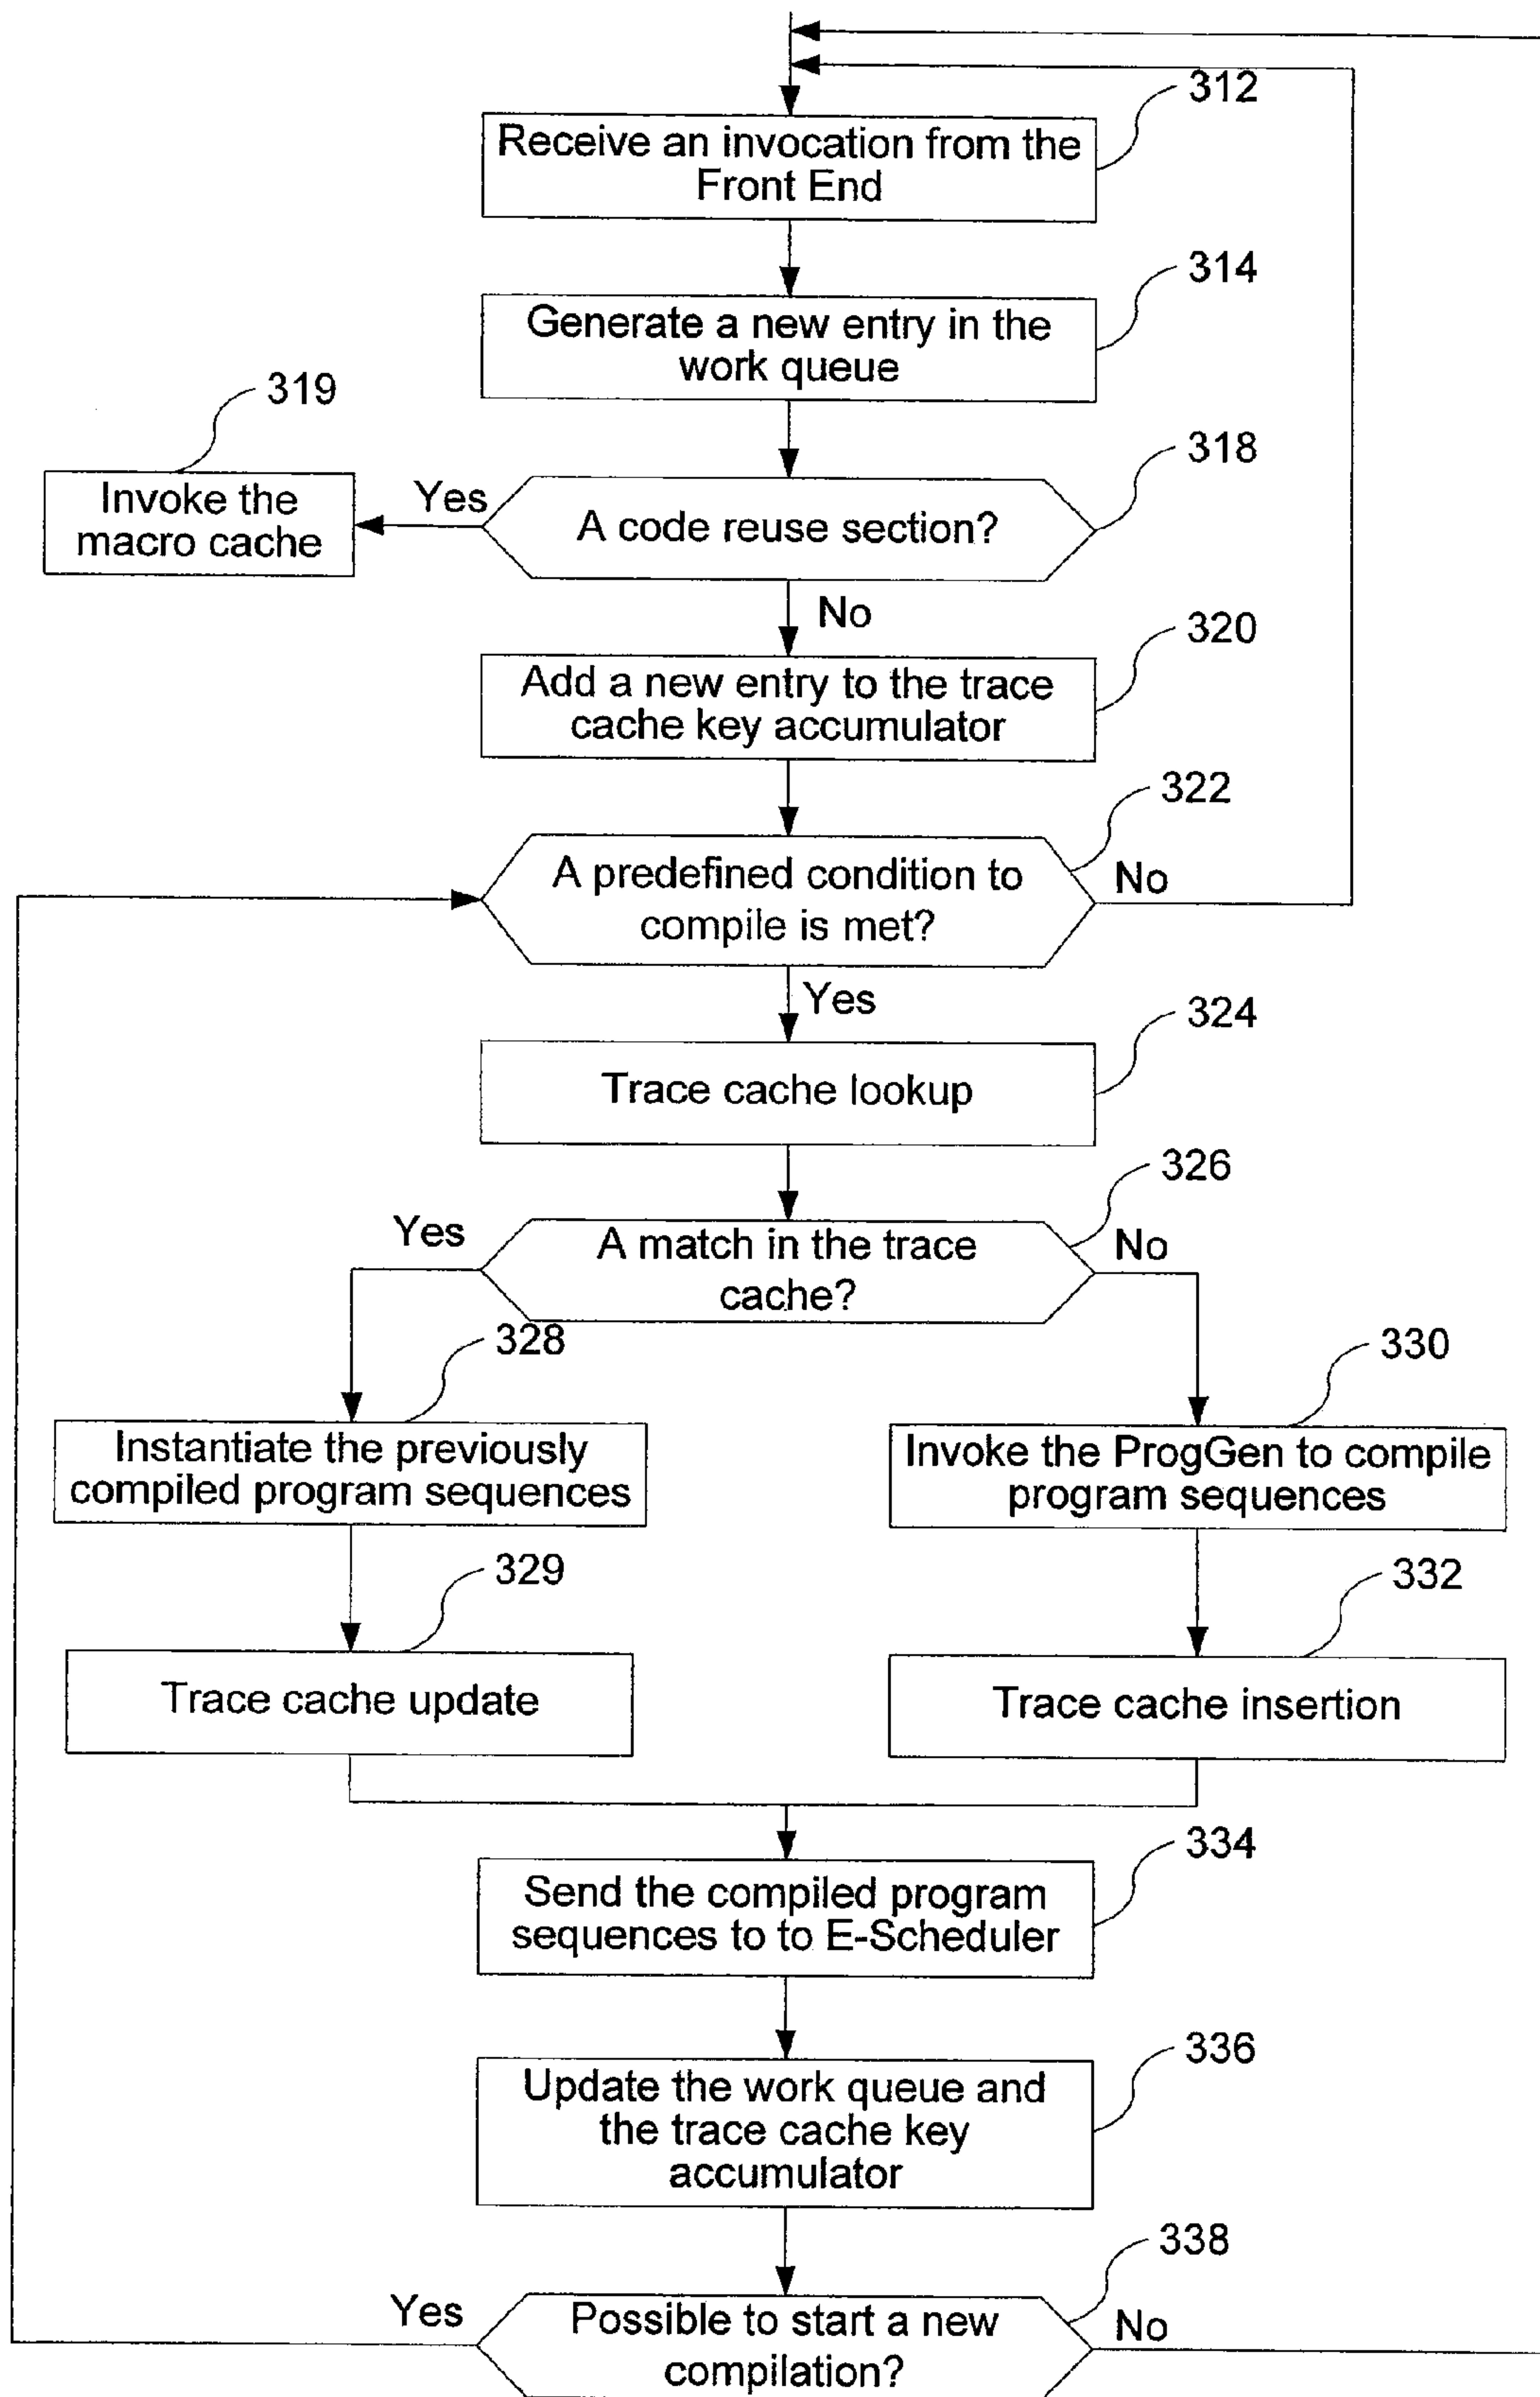 312
Receive an invocation from the
Front End
314
Generate a new entry in the
work queue
319
318
Invoke the
macro cache
Yes
A code reuse section?
No
320
Add a new entry to the trace
cache key accumulator
322
A predefined condition to
compile is met?
No
Yes
324
Trace cache lookup
326
Yes
A match in the trace
cache?
No
328
330
Instantiate the previously
compiled program sequences
Invoke the ProgGen to compile
program sequences
329
332
Trace cache update
Trace cache insertion
334
Send the compiled program
sequences to to E-Scheduler
336
Update the work queue and
the trace cache key
accumulator
338
Yes
Possible to start a new
compilation?
No